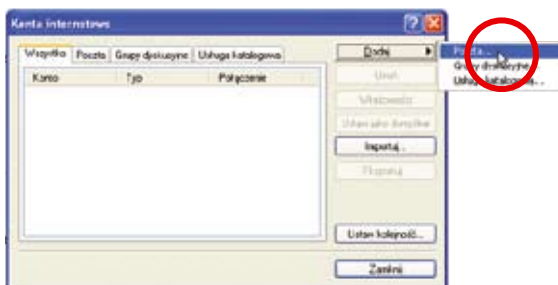 Konta internetowe
Wszystko Poczta Grupy dyskusyjne Usługa katalogowa
Konto Typ Połączenie
Dodaj
Usuń
Właściwości
Ustaw jako domyślne
Importuj...
Eksportuj
Ustaw kolejność...
Zamknij
Poczta...
Grupy dyskusyjne...
Usługa katalogowa...